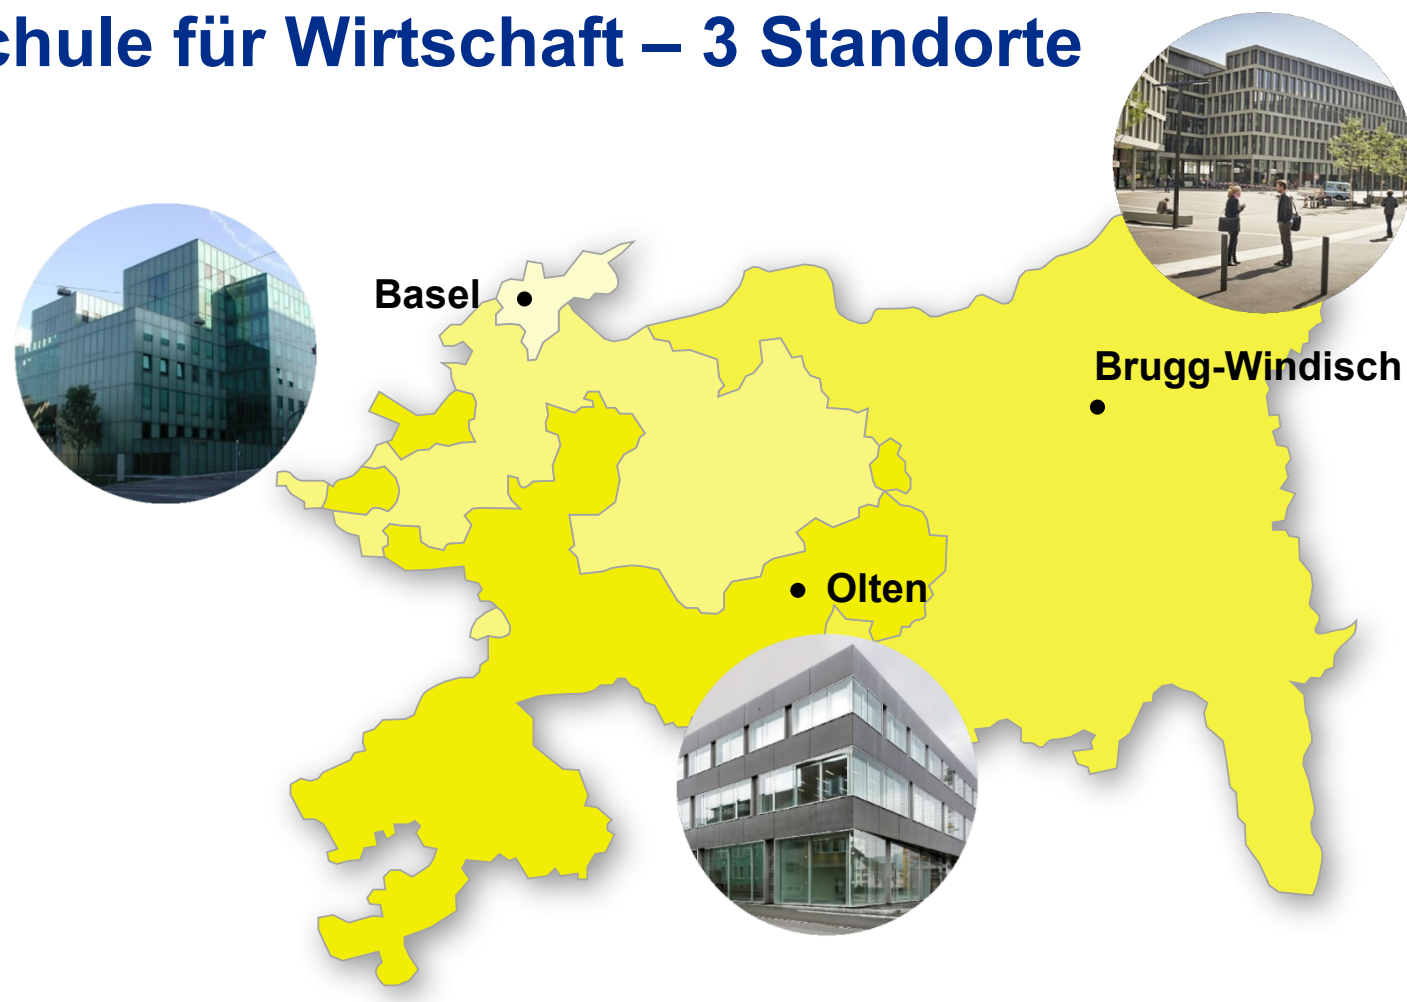 chule für Wirtschaft – 3 Standorte
Basel
Brugg-Windisch
Olten